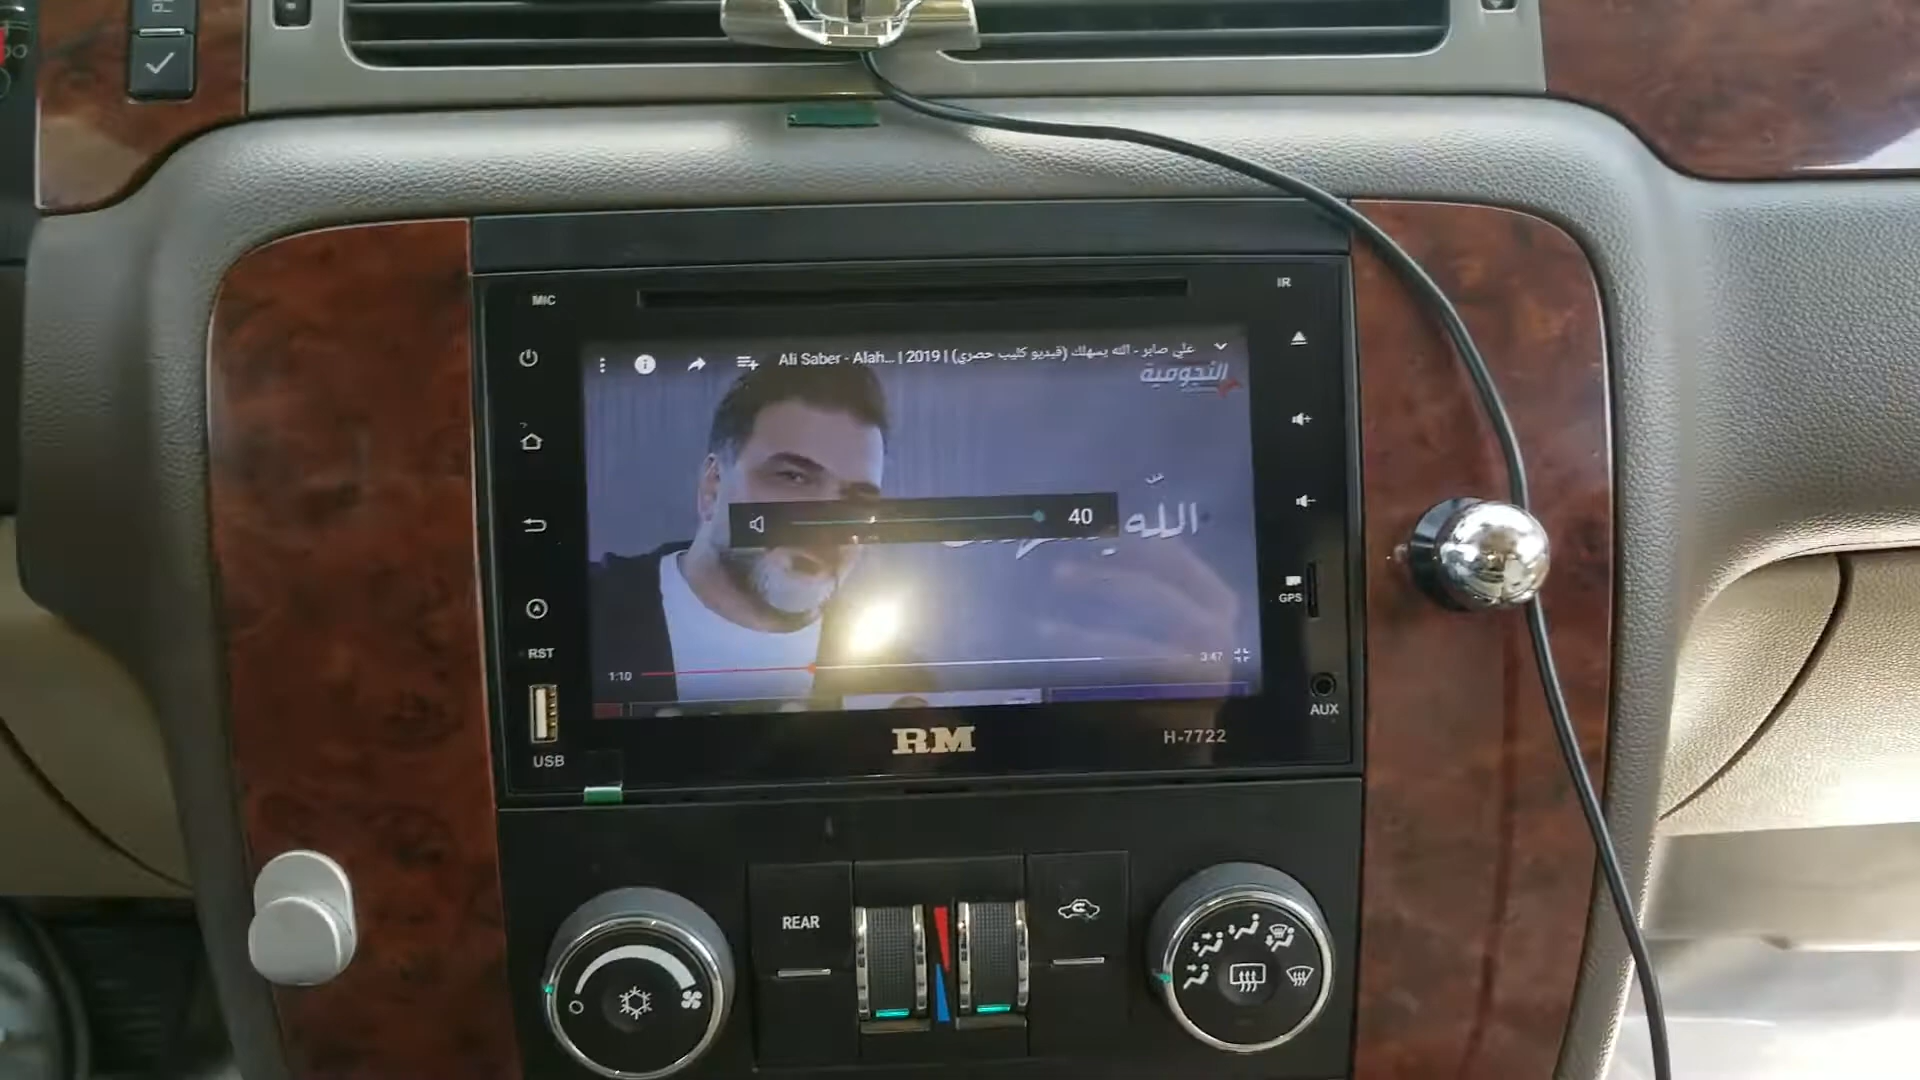 MIC
IR
Ali Saber - Alah... | 2019 | علي صابر - الله يسهلك (فيديو كليب حصري)
النجومية
40
الله
GPS
RST
1:10
3:47
AUX
RM
H-7722
USB
REAR